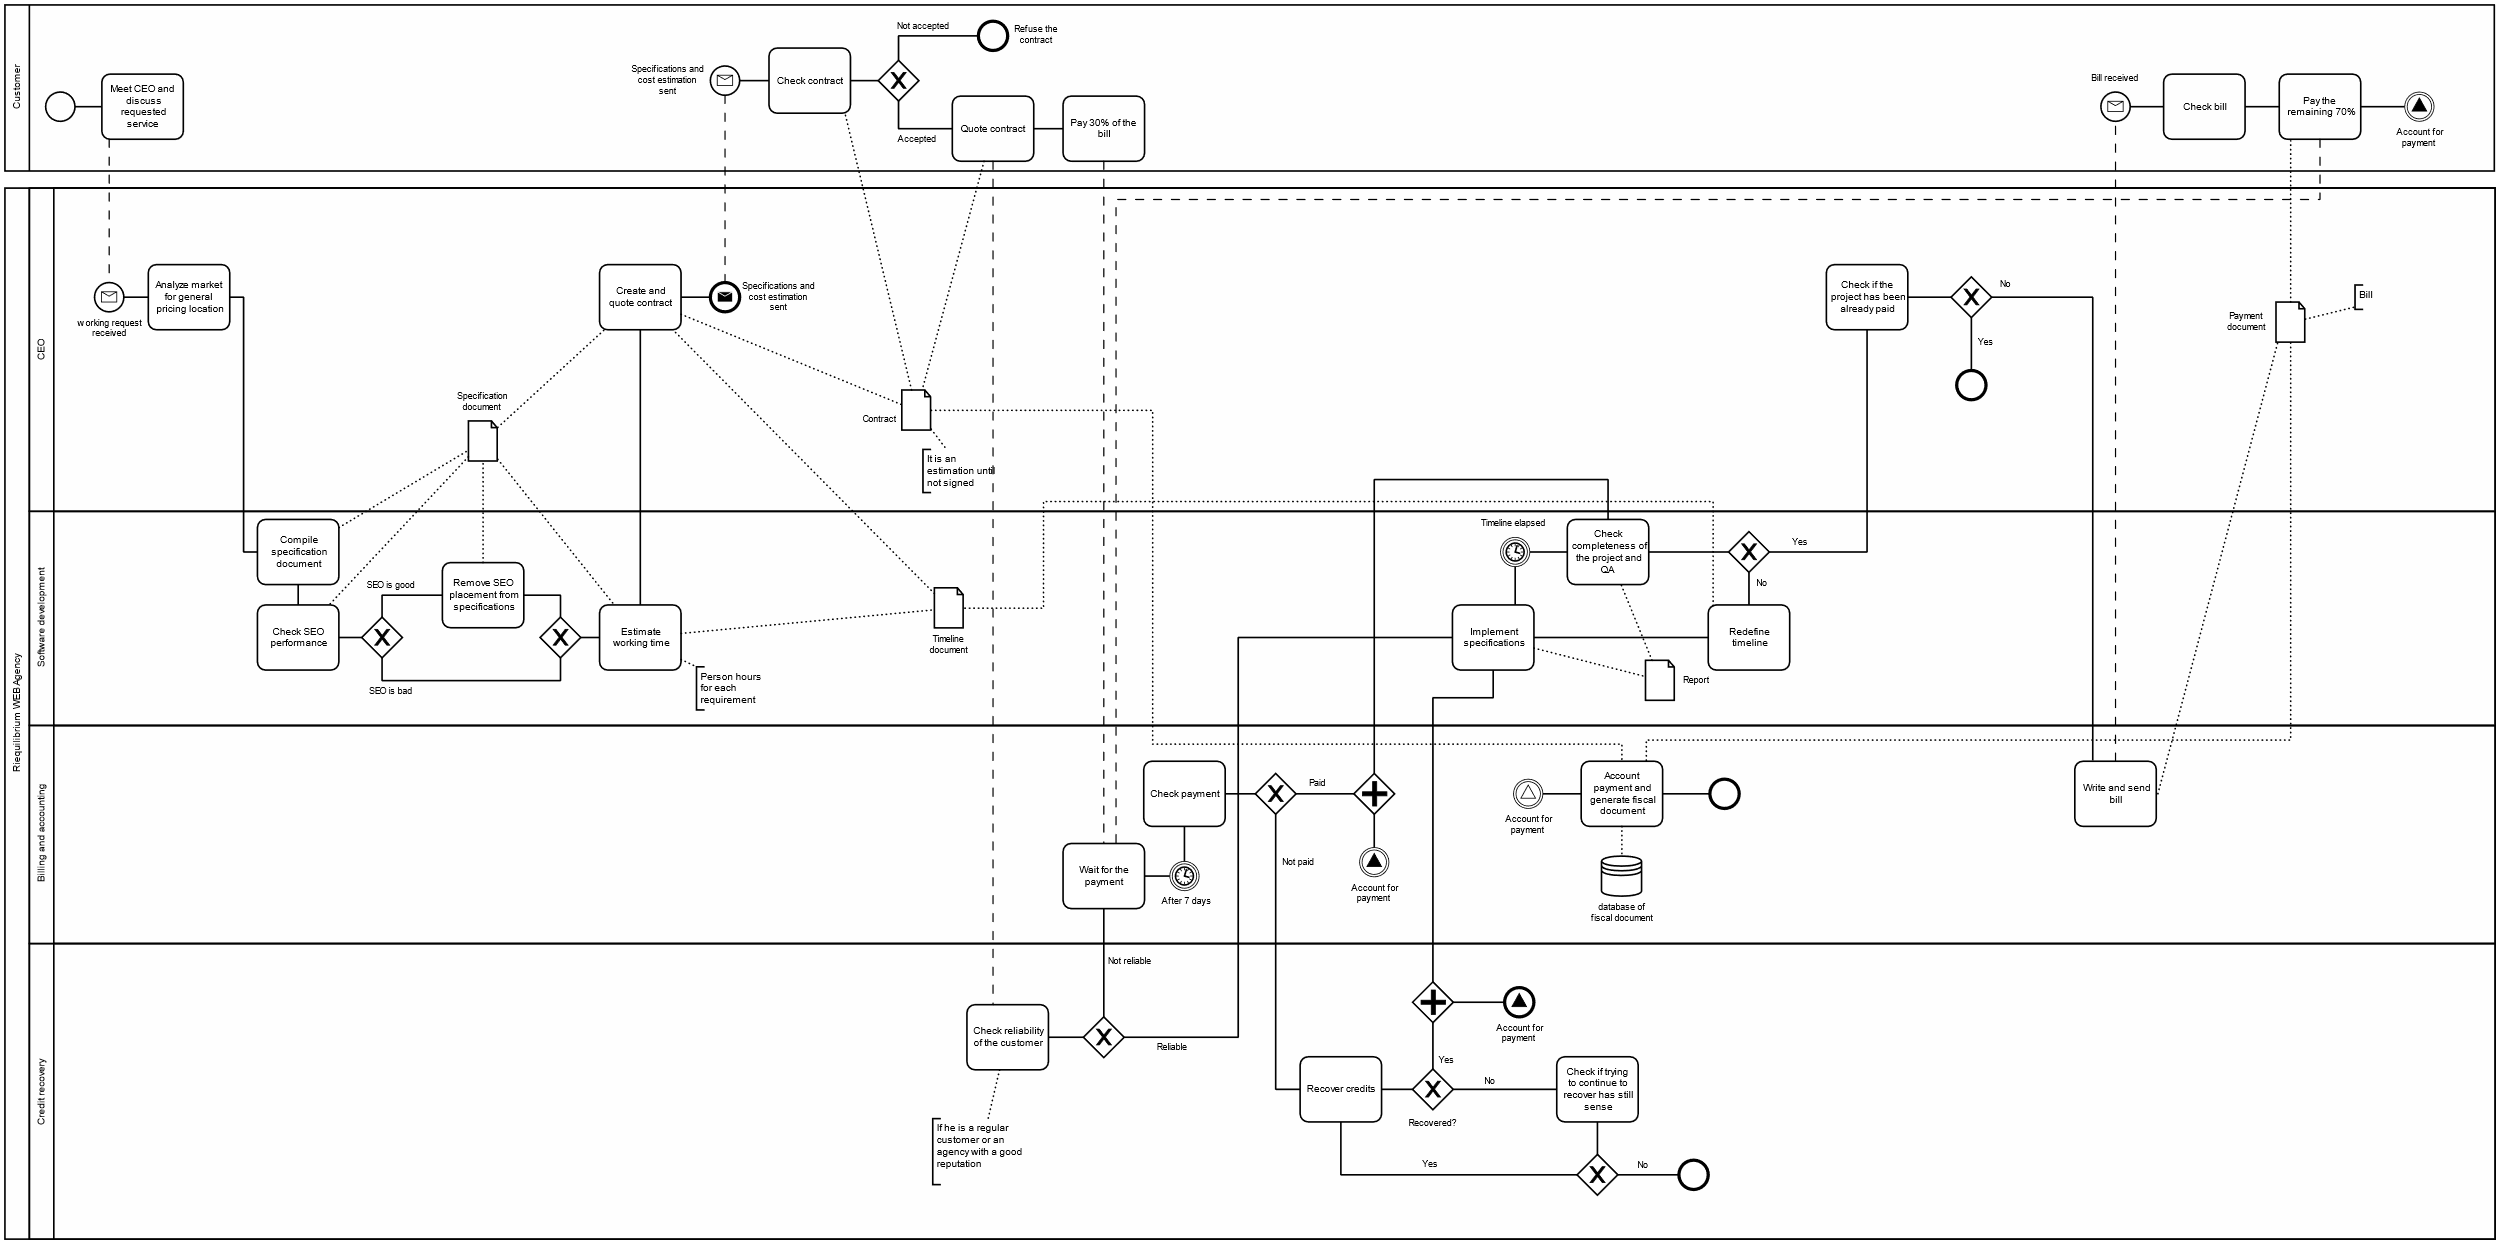 Customer
Meet CEO and
discuss
requested
service
Specifications and
cost estimation
sent
Check contract
Not accepted
Refuse the
contract
Accepted
Quote contract
Pay 30% of the
bill
Bill received
Check bill
Pay the
remaining 70%
Account for
payment
Riequilibrium WEB Agency
CEO
working request
received
Analyze market
for general
pricing location
Create and
quote contract
Specifications and
cost estimation
sent
Specification
document
Contract
It is an
estimation until
not signed
Check if the
project has been
already paid
No
Yes
Payment
document
Bill
Software development
Compile
specification
document
Check SEO
performance
SEO is good
SEO is bad
Remove SEO
placement from
specifications
Estimate
working time
Person hours
for each
requirement
Timeline
document
Timeline elapsed
Check
completeness of
the project and
QA
Yes
No
Implement
specifications
Redefine
timeline
Report
Billing and accounting
Check payment
Paid
Not paid
Wait for the
payment
After 7 days
Account for
payment
Account for
payment
Account
payment and
generate fiscal
document
database of
fiscal document
Write and send
bill
Credit recovery
Not reliable
Check reliability
of the customer
Reliable
If he is a regular
customer or an
agency with a good
reputation
Account for
payment
Yes
Recover credits
No
Recovered?
Check if trying
to continue to
recover has still
sense
Yes
No